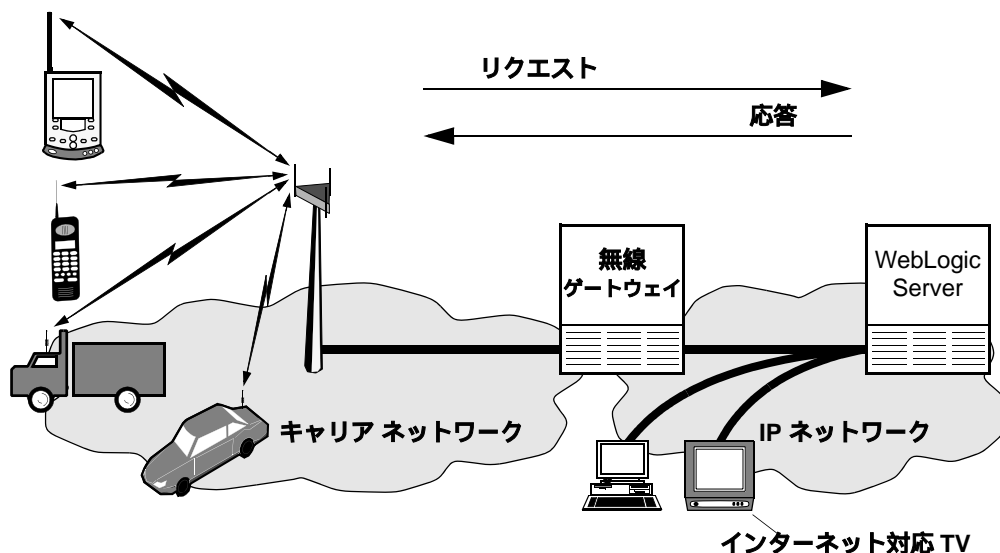 リクエスト
応答
無線
ゲートウェイ
WebLogic
Server
キャリア ネットワーク
IP ネットワーク
インターネット対応 TV